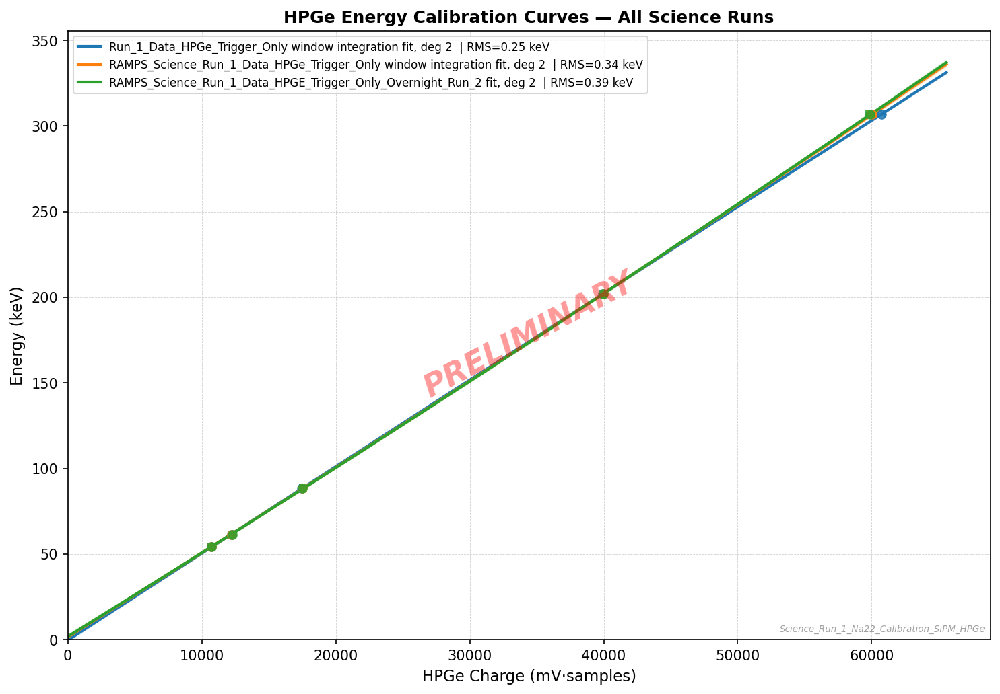 HPGe Energy Calibration Curves — All Science Runs
350
300
250
200
150
100
50
0
Energy (keV)
Run_1_Data_HPGe_Trigger_Only window integration fit, deg 2 | RMS=0.25 keV
RAMPS_Science_Run_1_Data_HPGe_Trigger_Only window integration fit, deg 2 | RMS=0.34 keV
RAMPS_Science_Run_1_Data_HPGE_Trigger_Only_Overnight_Run_2 fit, deg 2 | RMS=0.39 keV
PRELIMINARY
Science_Run_1_Na22_Calibration_SiPM_HPGe
0 10000 20000 30000 40000 50000 60000
HPGe Charge (mV·samples)